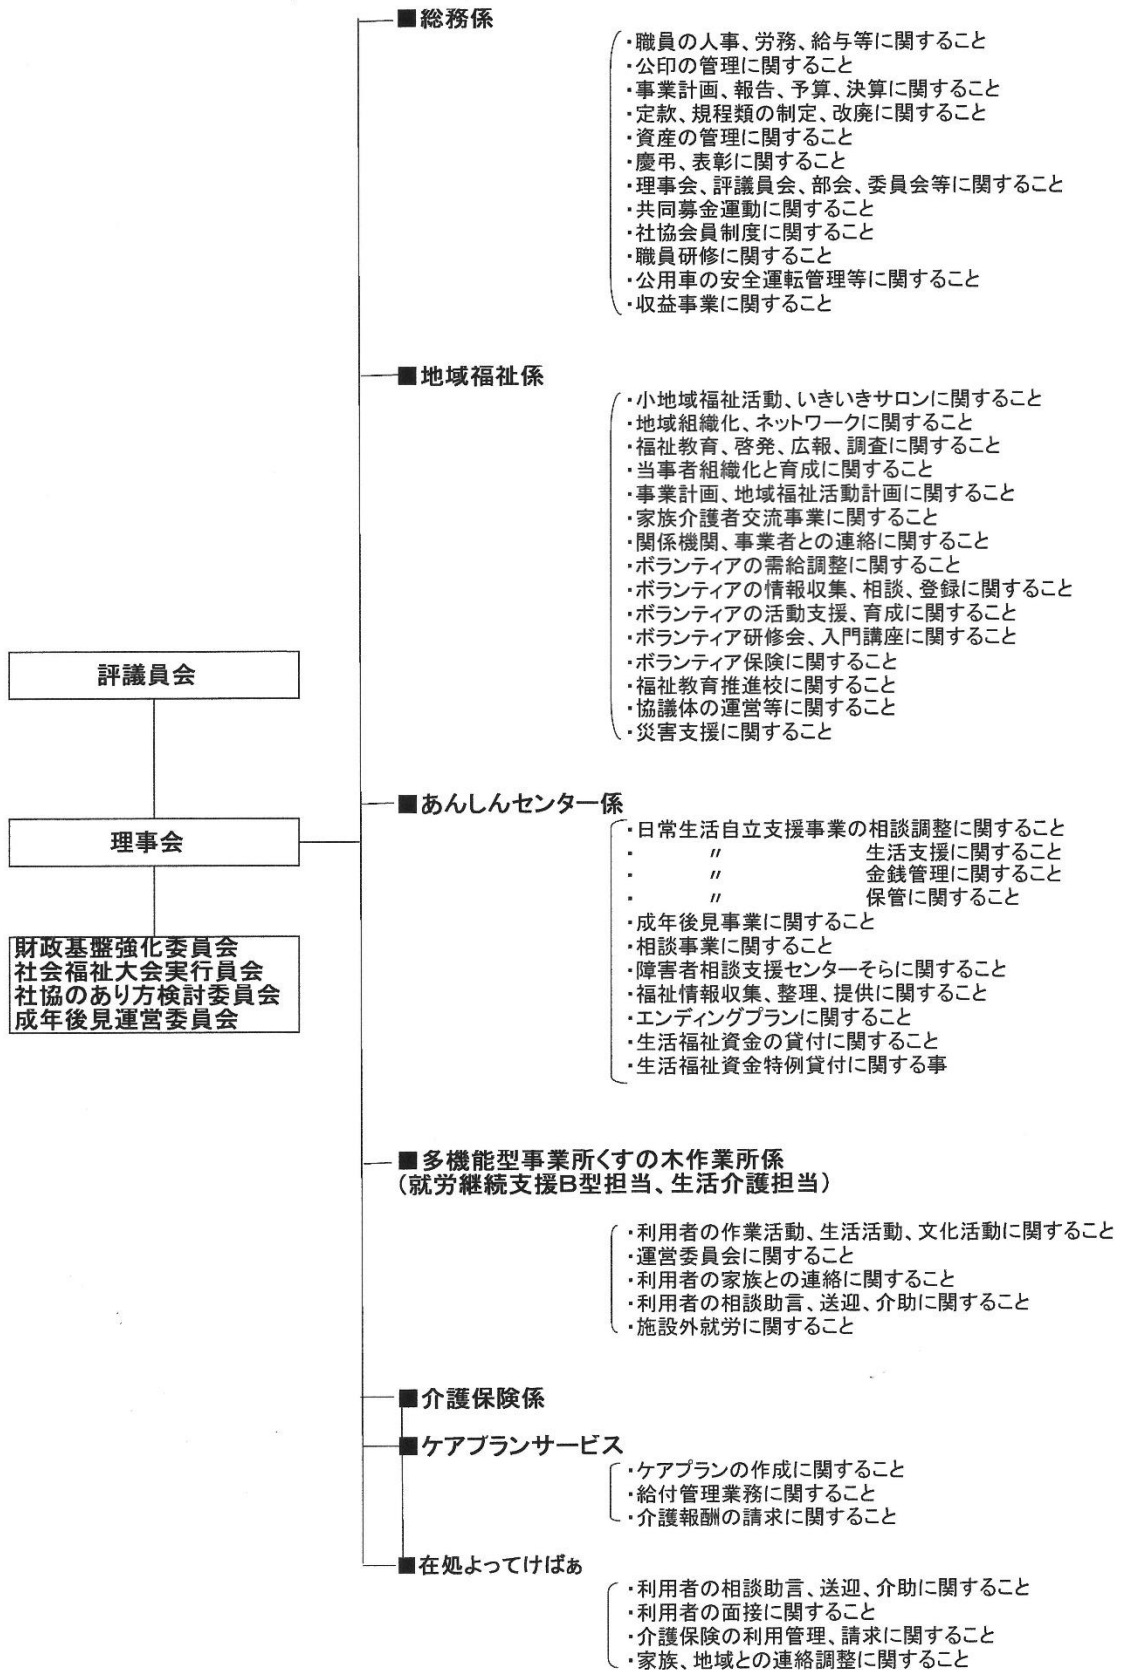 ■総務係
・職員の人事、労務、給与等に関すること
・公印の管理に関すること
・事業計画、報告、予算、決算に関すること
・定款、規程類の制定、改廃に関すること
・資産の管理に関すること
・慶弔、表彰に関すること
・理事会、評議員会、部会、委員会等に関すること
・共同募金運動に関すること
・社協会員制度に関すること
・職員研修に関すること
・公用車の安全運転管理等に関すること
・収益事業に関すること
■地域福祉係
・小地域福祉活動、いきいきサロンに関すること
・地域組織化、ネットワークに関すること
・福祉教育、啓発、広報、調査に関すること
・当事者組織化と育成に関すること
・事業計画、地域福祉活動計画に関すること
・家族介護者交流事業に関すること
・関係機関、事業者との連絡に関すること
・ボランティアの需給調整に関すること
・ボランティアの情報収集、相談、登録に関すること
・ボランティアの活動支援、育成に関すること
・ボランティア研修会、入門講座に関すること
・ボランティア保険に関すること
・福祉教育推進校に関すること
・協議体の運営等に関すること
・災害支援に関すること
評議員会
理事会
財政基盤強化委員会
社会福祉大会実行員会
社協のあり方検討委員会
成年後見運営委員会
■あんしんセンター係
・日常生活自立支援事業の相談調整に関すること
・　　〃　　生活支援に関すること
・　　〃　　金銭管理に関すること
・　　〃　　保管に関すること
・成年後見事業に関すること
・相談事業に関すること
・障害者相談支援センターそらに関すること
・福祉情報収集、整理、提供に関すること
・エンディングプランに関すること
・生活福祉資金の貸付に関すること
・生活福祉資金特例貸付に関する事
■多機能型事業所くすの木作業所係
（就労継続支援B型担当、生活介護担当）
・利用者の作業活動、生活活動、文化活動に関すること
・運営委員会に関すること
・利用者の家族との連絡に関すること
・利用者の相談助言、送迎、介助に関すること
・施設外就労に関すること
■介護保険係
■ケアプランサービス
・ケアプランの作成に関すること
・給付管理業務に関すること
・介護報酬の請求に関すること
■在処よってけばぁ
・利用者の相談助言、送迎、介助に関すること
・利用者の面接に関すること
・介護保険の利用管理、請求に関すること
・家族、地域との連絡調整に関すること